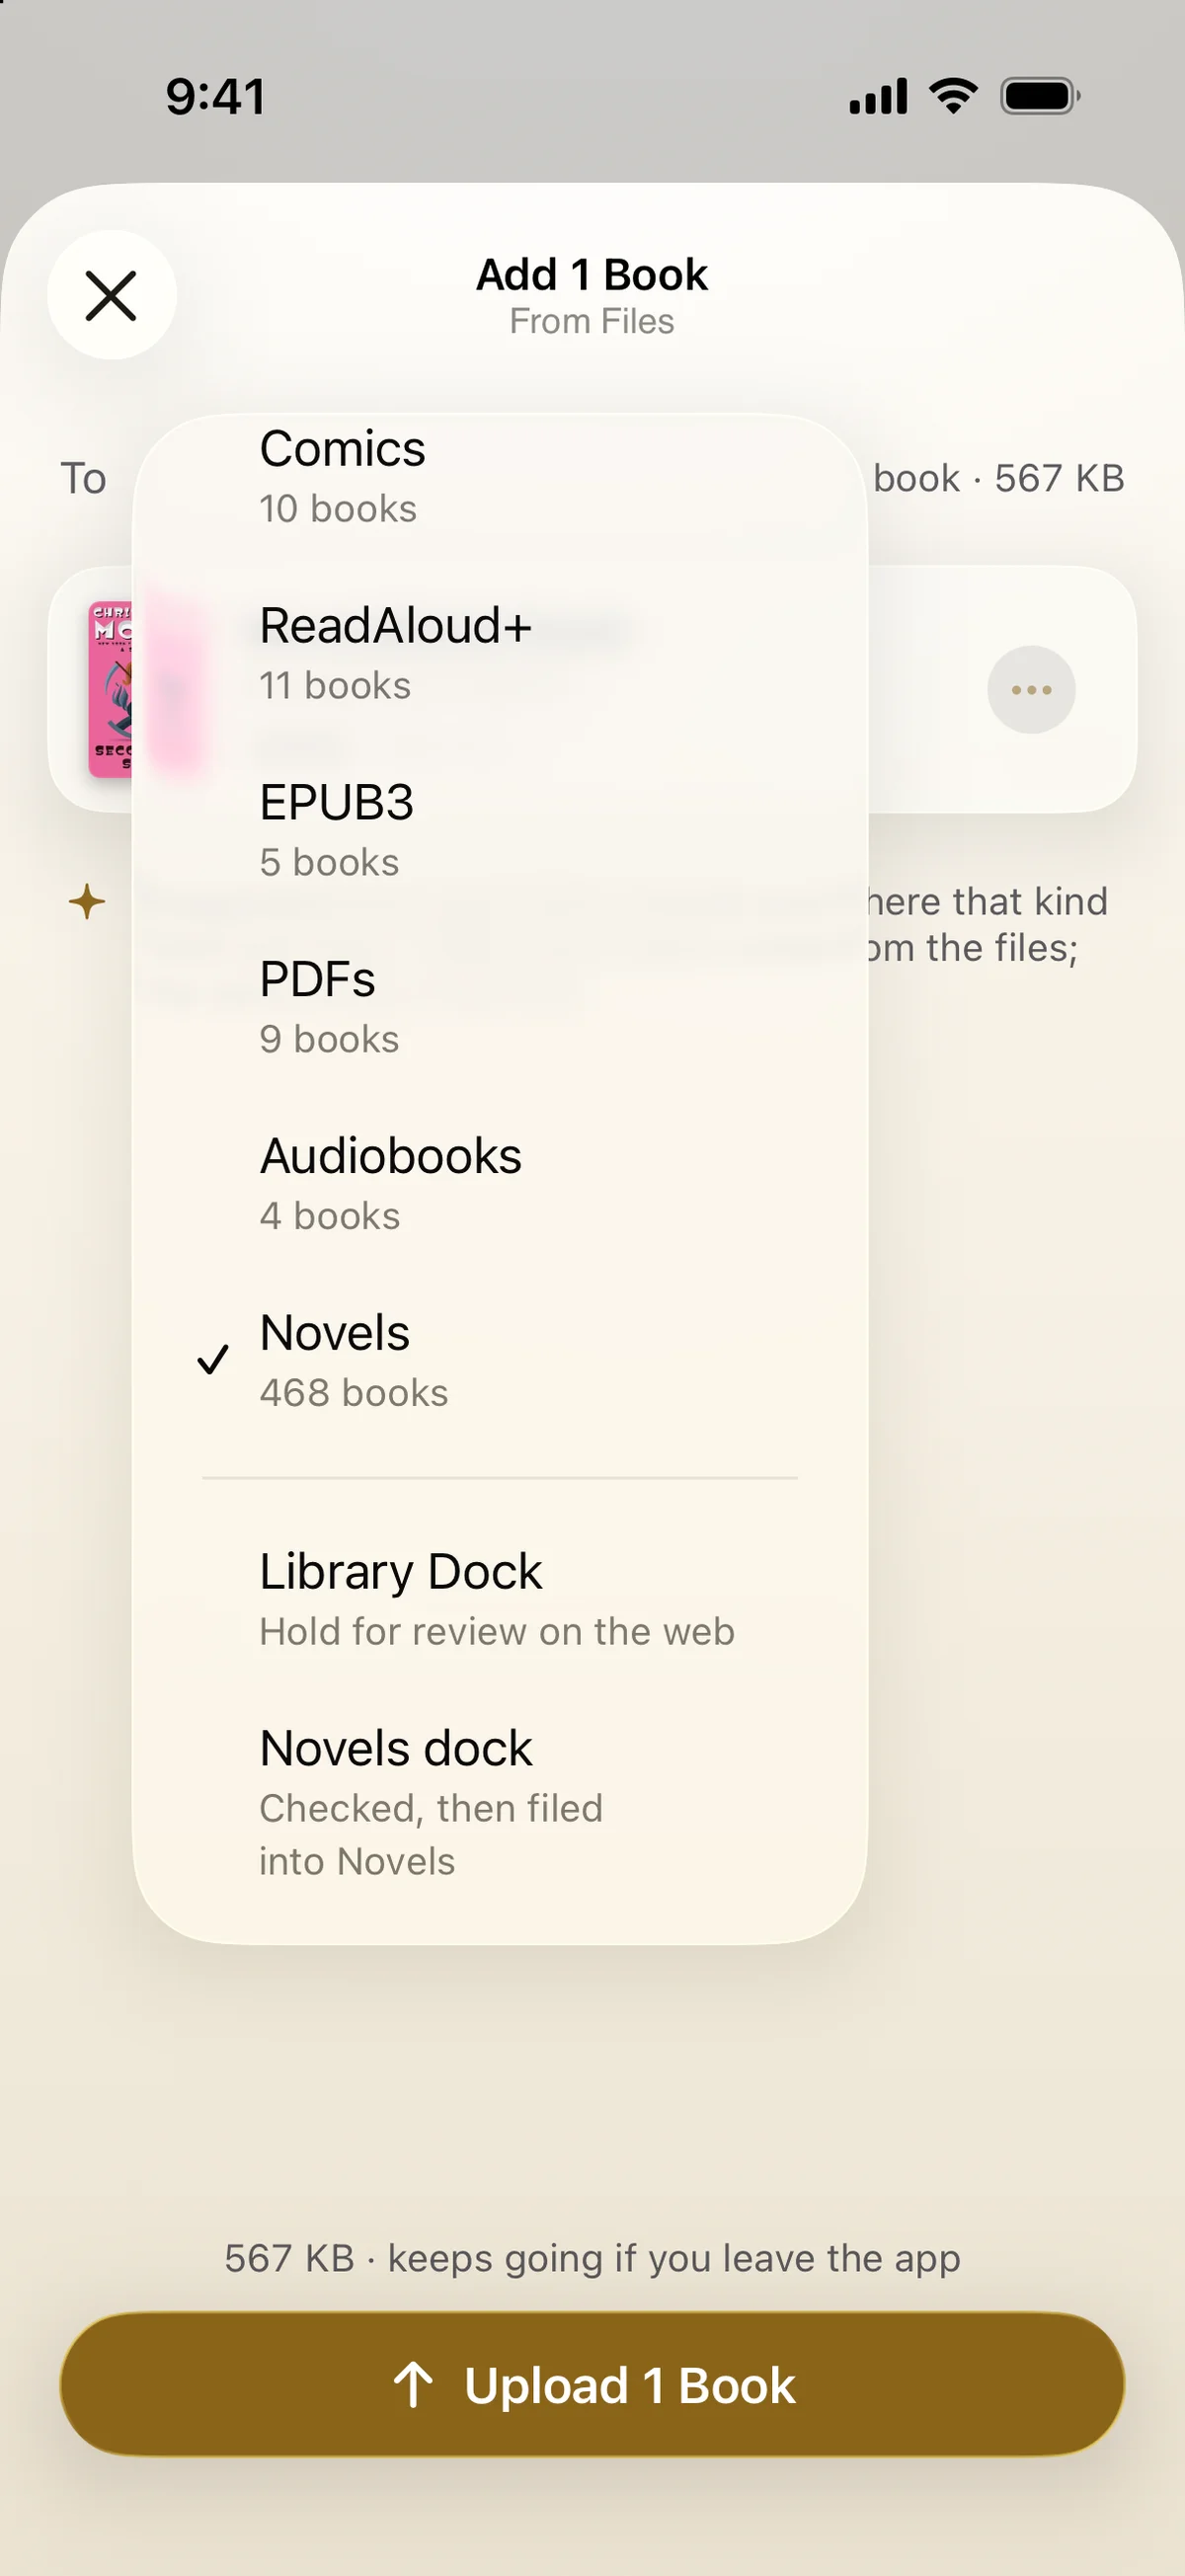 9:41
Add 1 Book
From Files
To
book · 567 KB
Comics
10 books
ReadAloud+
11 books
EPUB3
5 books
PDFs
9 books
Audiobooks
4 books
Novels
468 books
here that kind
om the files;
Library Dock
Hold for review on the web
Novels dock
Checked, then filed
into Novels
567 KB · keeps going if you leave the app
Upload 1 Book